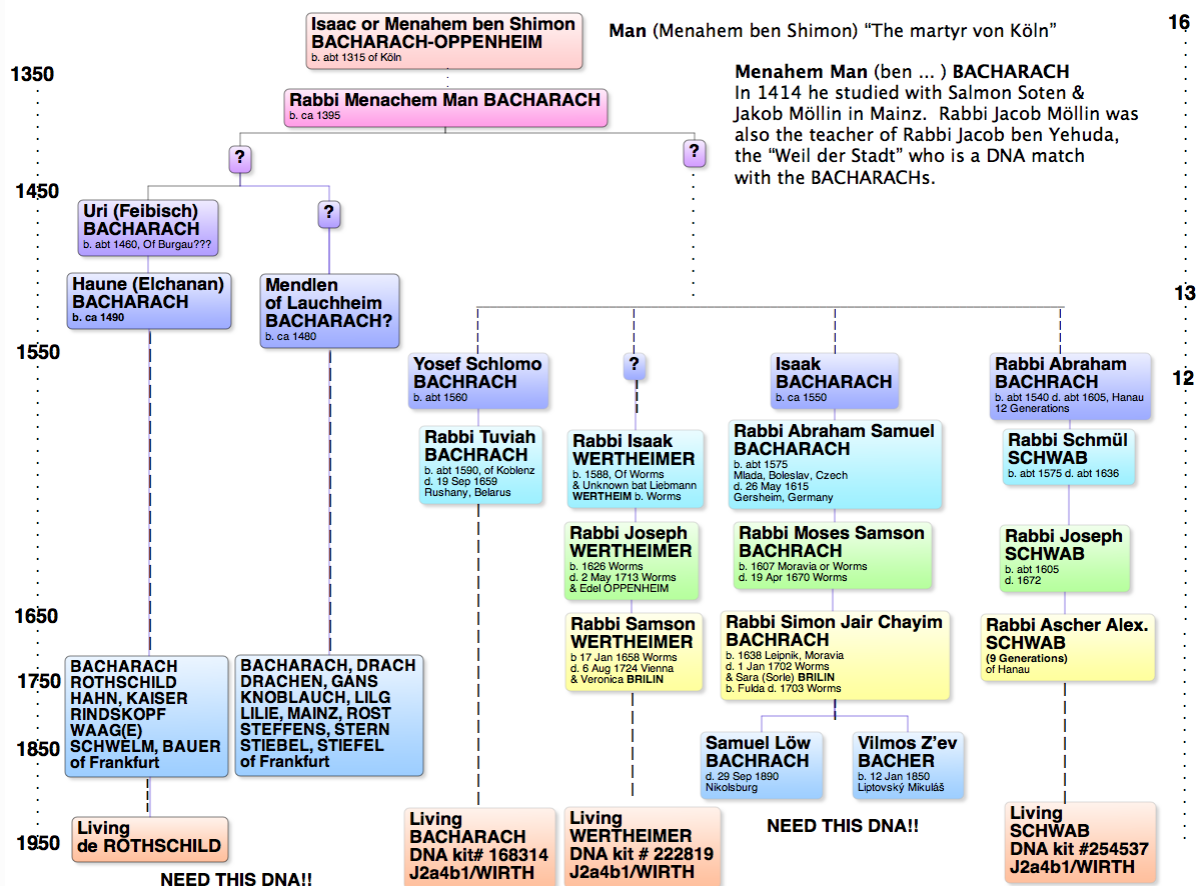 Isaac or Menahem ben Shimon
BACHARACH-OPPENHEIM
b. abt 1315 of Köln
Man (Menahem ben Shimon) “The martyr von Köln”
16
1350
Menahem Man (ben ... ) BACHARACH
In 1414 he studied with Salmon Soten &
Jakob Möllin in Mainz. Rabbi Jacob Möllin was
also the teacher of Rabbi Jacob ben Yehuda,
the “Weil der Stadt” who is a DNA match
with the BACHARACHs.
Rabbi Menachem Man BACHARACH
b. ca 1395
?
?
1450
Uri (Feibisch)
BACHARACH
b. abt 1460, Of Burgau???
?
Haune (Elchanan)
BACHARACH
b. ca 1490
Mendlen
of Lauchheim
BACHARACH?
b. ca 1480
13
1550
Yosef Schlomo
BACHRACH
b. abt 1560
?
Isaak
BACHARACH
b. ca 1550
Rabbi Abraham
BACHRACH
b. abt 1540 d. abt 1605, Hanau
12 Generations
12
Rabbi Tuviah
BACHRACH
b. abt 1590, of Koblenz
d. 19 Sep 1659
Rushany, Belarus
Rabbi Isaak
WERTHEIMER
b. 1588, Of Worms
& Unknown bat Liebmann
WERTHEIM b. Worms
Rabbi Abraham Samuel
BACHARACH
b. abt 1575
Mlada, Boleslav, Czech
d. 26 May 1615
Gersheim, Germany
Rabbi Schmül
SCHWAB
b. abt 1575 d. abt 1636
Rabbi Joseph
WERTHEIMER
b. 1626 Worms
d. 2 May 1713 Worms
& Edel OPPENHEIM
Rabbi Moses Samson
BACHRACH
b. 1607 Moravia or Worms
d. 19 Apr 1670 Worms
Rabbi Joseph
SCHWAB
b. abt 1605
d. 1672
1650
Rabbi Samson
WERTHEIMER
b 17 Jan 1658 Worms
d. 6 Aug 1724 Vienna
& Veronica BRILIN
Rabbi Simon Jair Chayim
BACHRACH
b. 1638 Leipnik, Moravia
d. 1 Jan 1702 Worms
& Sara (Sorle) BRILIN
b. Fulda d. 1703 Worms
Rabbi Ascher Alex.
SCHWAB
(9 Generations)
of Hanau
1750
BACHARACH
ROTHSCHILD
HAHN, KAISER
RINDSKOPF
WAAG(E)
SCHWELM, BAUER
of Frankfurt
BACHARACH, DRACH
DRACHEN, GANS
KNOBLAUCH, LILG
LILIE, MAINZ, ROST
STEFFENS, STERN
STIEBEL, STIEFEL
of Frankfurt
1850
Samuel Löw
BACHRACH
d. 29 Sep 1890
Nikolsburg
Vilmos Z’ev
BACHER
b. 12 Jan 1850
Liptovský Mikuláš
1950
Living
de ROTHSCHILD
NEED THIS DNA!!
Living
BACHARACH
DNA kit# 168314
J2a4b1/WIRTH
Living
WERTHEIMER
DNA kit # 222819
J2a4b1/WIRTH
NEED THIS DNA!!
Living
SCHWAB
DNA kit #254537
J2a4b1/WIRTH